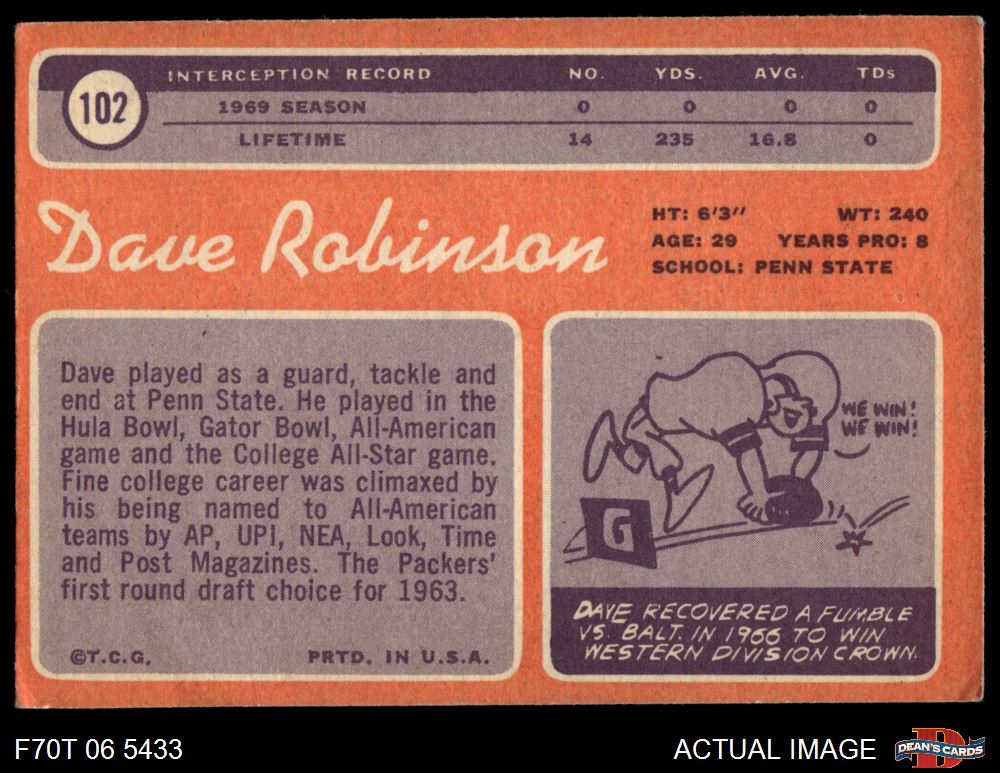 102
INTERCEPTION RECORD NO. YDS. AVG. TDs
1969 SEASON 0 0 0 0
LIFETIME 14 235 16.8 0
Dave Robinson
HT: 6'3" WT: 240
AGE: 29 YEARS PRO: 8
SCHOOL: PENN STATE
Dave played as a guard, tackle and
end at Penn State. He played in the
Hula Bowl, Gator Bowl, All-American
game and the College All-Star game.
Fine college career was climaxed by
his being named to All-American
teams by AP, UPI, NEA, Look, Time
and Post Magazines. The Packers'
first round draft choice for 1963.
©T.C.G. PRTD. IN U.S.A.
WE WIN!
WE WIN!
G
DAVE RECOVERED A FUMBLE
VS. BALT. IN 1966 TO WIN
WESTERN DIVISION CROWN.
F70T 06 5433
ACTUAL IMAGE
D
DEAN'S CARDS